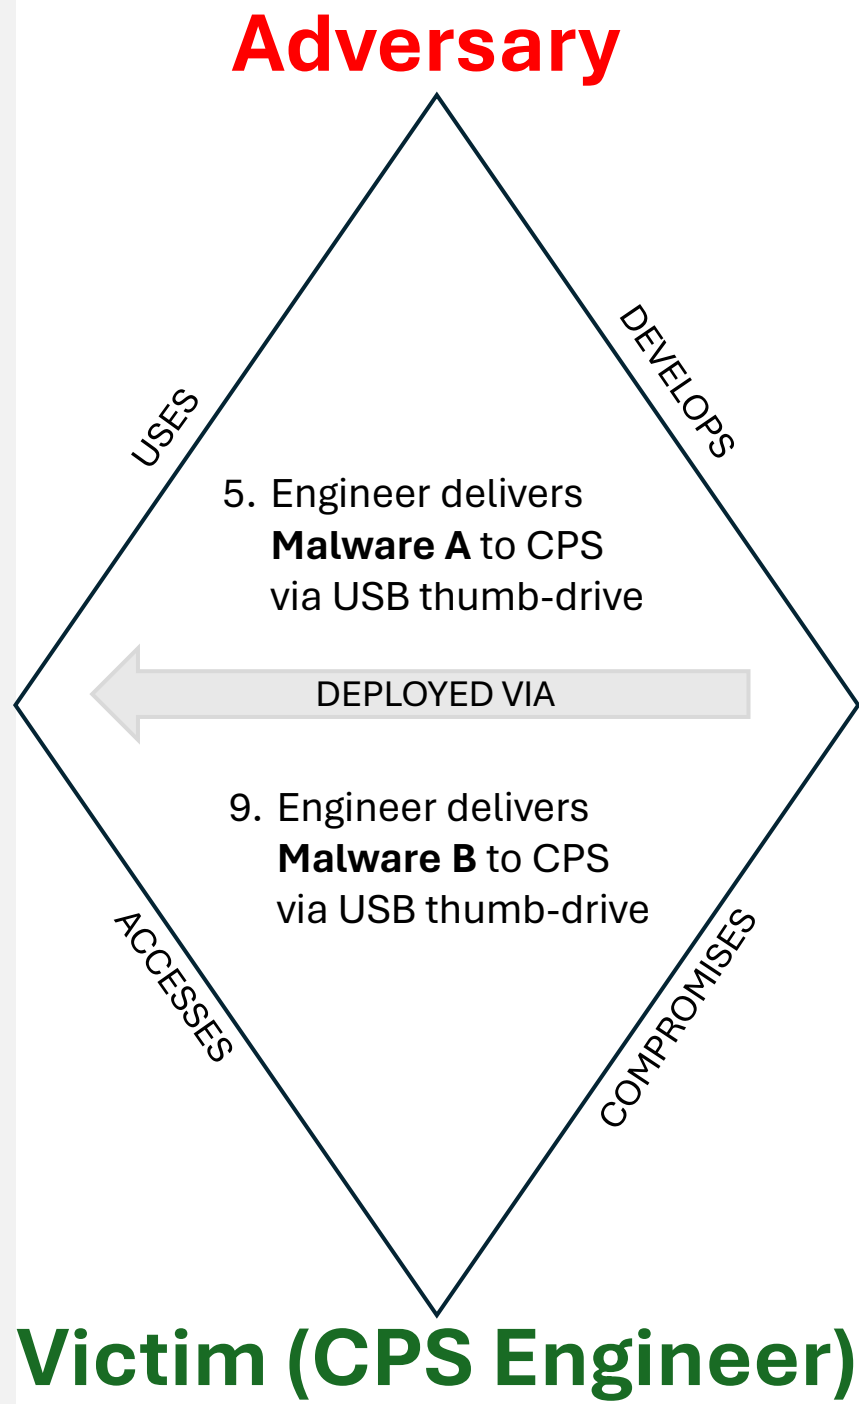 Adversary
DEVELOPS
USES
5. Engineer delivers
Malware A to CPS
via USB thumb-drive
DEPLOYED VIA
9. Engineer delivers
Malware B to CPS
via USB thumb-drive
ACCESSES
COMPROMISES
Victim (CPS Engineer)